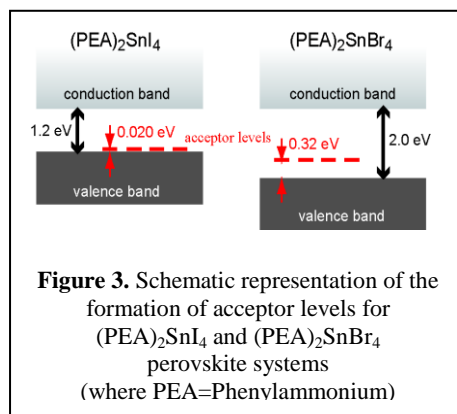 (PEA)₂SnI₄ (PEA)₂SnBr₄
conduction band conduction band
1.2 eV 0.020 eV acceptor levels 0.32 eV 2.0 eV
valence band valence band
Figure 3. Schematic representation of the
formation of acceptor levels for
(PEA)₂SnI₄ and (PEA)₂SnBr₄
perovskite systems
(where PEA=Phenylammonium)